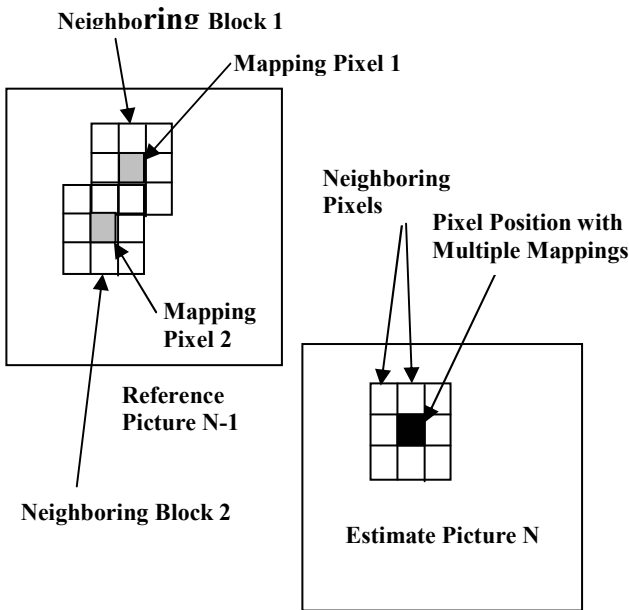 Neighboring Block 1
Mapping Pixel 1
Neighboring
Pixels
Pixel Position with
Multiple Mappings
Mapping
Pixel 2
Reference
Picture N-1
Neighboring Block 2
Estimate Picture N